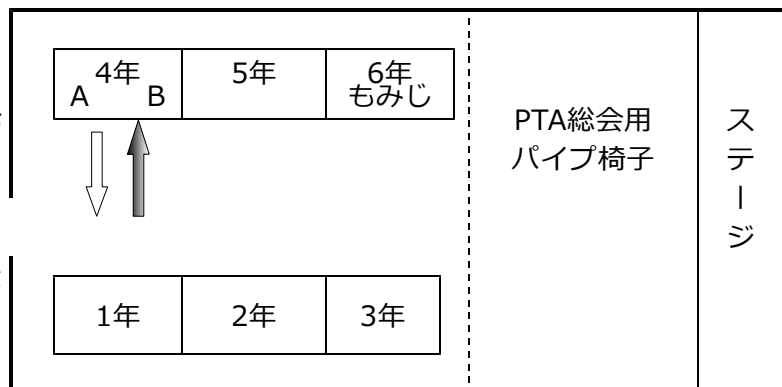 4年
A B
5年
6年
もみじ
PTA総会用
パイプ椅子
ステージ
1年
2年
3年